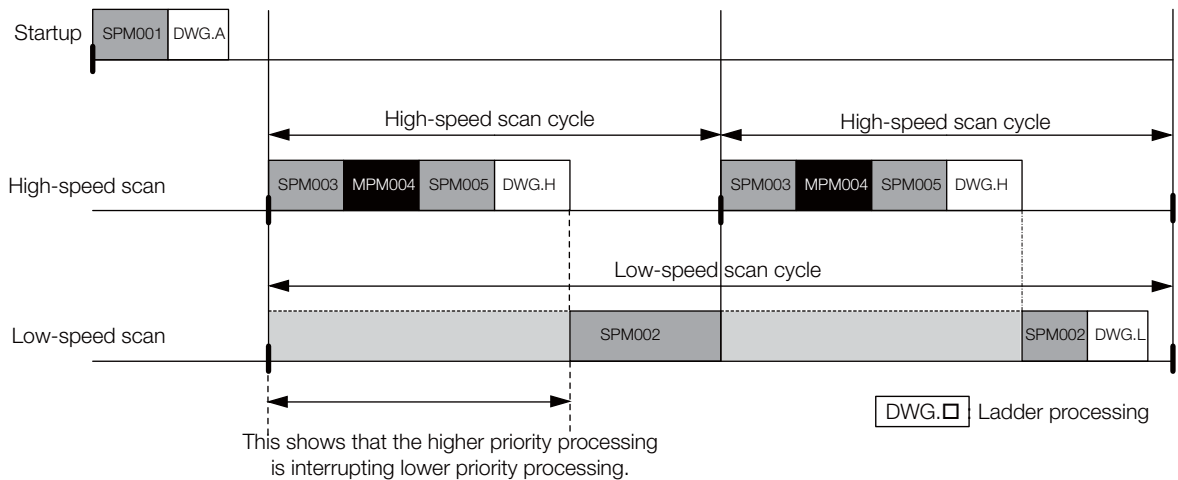 Startup
SPM001 DWG.A
High-speed scan cycle
High-speed scan cycle
High-speed scan
SPM003 MPM004 SPM005 DWG.H
SPM003 MPM004 SPM005 DWG.H
Low-speed scan cycle
Low-speed scan
SPM002
SPM002 DWG.L
DWG.□: Ladder processing
This shows that the higher priority processing
is interrupting lower priority processing.